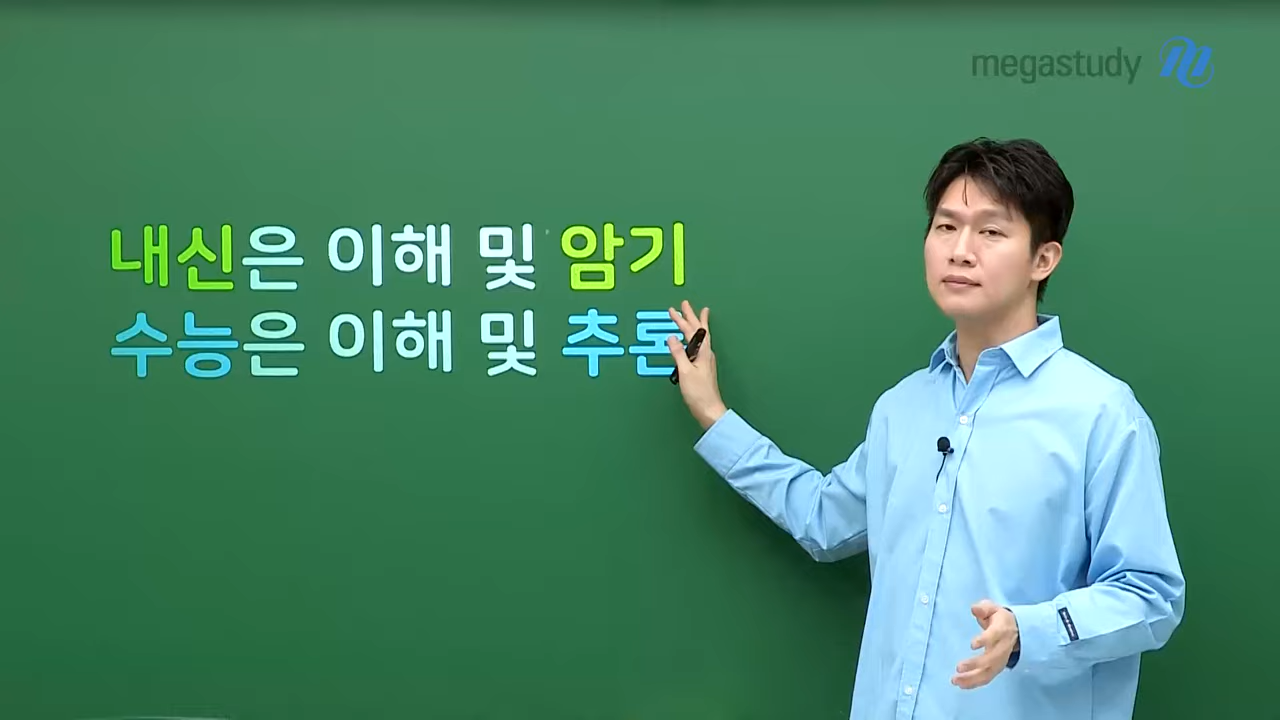 megastudy
내신은 이해 및 암기
수능은 이해 및 추론